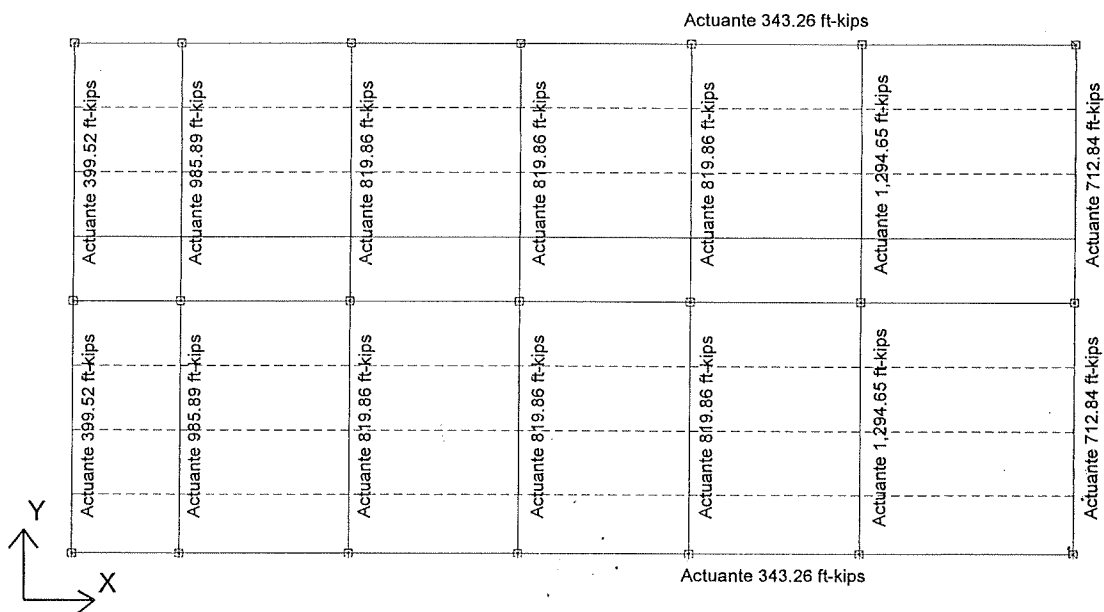 Actuante 343.26 ft-kips
Actuante 399.52 ft-kips
Actuante 985.89 ft-kips
Actuante 819.86 ft-kips
Actuante 819.86 ft-kips
Actuante 819.86 ft-kips
Actuante 1,294.65 ft-kips
Actuante 712.84 ft-kips
Actuante 399.52 ft-kips
Actuante 985.89 ft-kips
Actuante 819.86 ft-kips
Actuante 819.86 ft-kips
Actuante 819.86 ft-kips
Actuante 1,294.65 ft-kips
Actuante 712.84 ft-kips
Y
X
Actuante 343.26 ft-kips